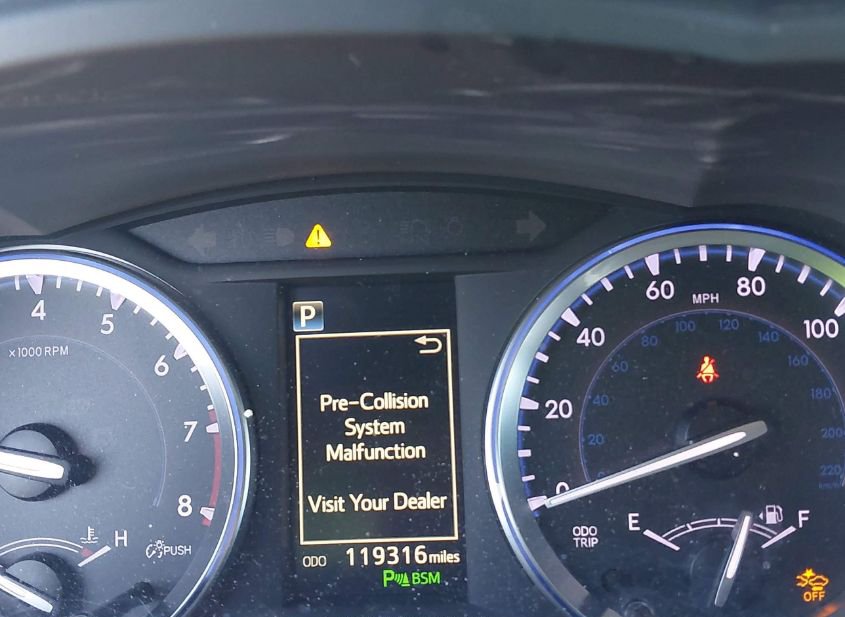 4
5
6
7
8
×1000 RPM
H
PUSH
P
Pre-Collision
System
Malfunction
Visit Your Dealer
ODO 119316 miles
P BSM
0
20
40
60
80
100
MPH
20
40
60
80
100
120
140
160
180
200
220
km/h
ODO
TRIP
E
F
OFF